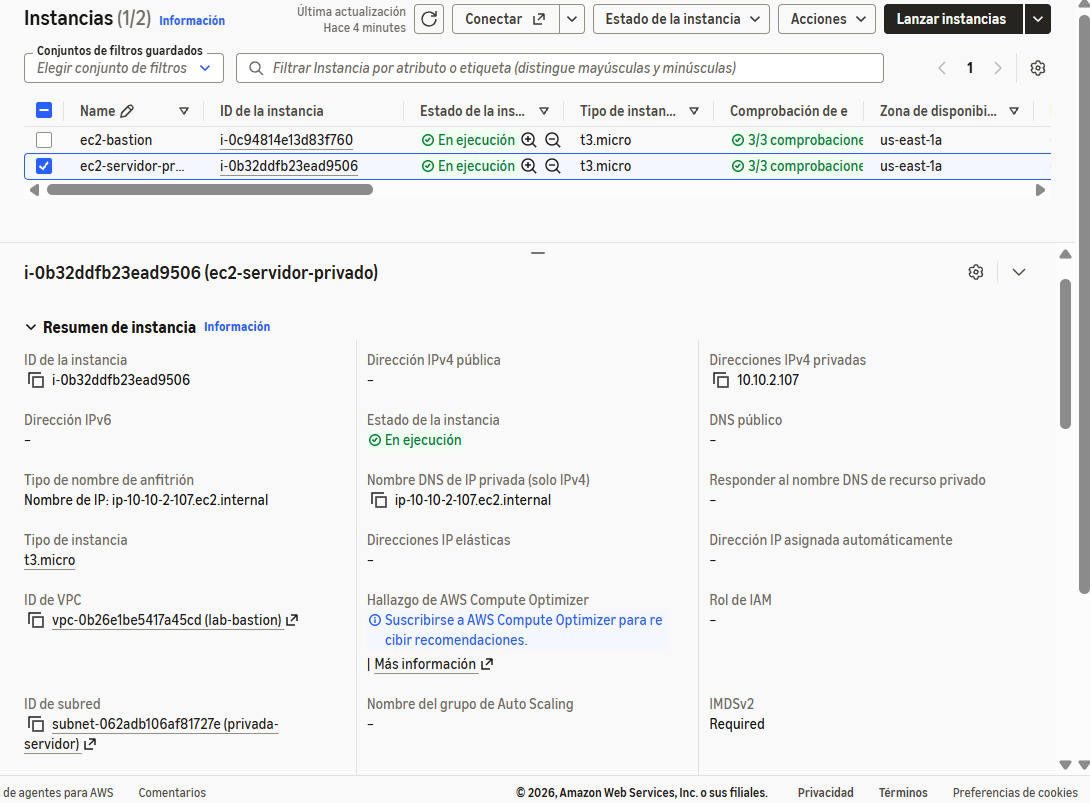 Instancias (1/2) Información
Última actualización
Hace 4 minutes
Conectar
Estado de la instancia
Acciones
Lanzar instancias
Conjuntos de filtros guardados
Elegir conjunto de filtros
Filtrar Instancia por atributo o etiqueta (distingue mayúsculas y minúsculas)
1
Name ID de la instancia Estado de la ins... Tipo de instan... Comprobación de e Zona de disponibi...
ec2-bastion i-0c94814e13d83f760 En ejecución t3.micro 3/3 comprobacione us-east-1a
ec2-servidor-pr... i-0b32ddfb23ead9506 En ejecución t3.micro 3/3 comprobacione us-east-1a
i-0b32ddfb23ead9506 (ec2-servidor-privado)
Resumen de instancia Información
ID de la instancia
i-0b32ddfb23ead9506
Dirección IPv4 pública
–
Direcciones IPv4 privadas
10.10.2.107
Dirección IPv6
–
Estado de la instancia
En ejecución
DNS público
–
Tipo de nombre de anfitrión
Nombre de IP: ip-10-10-2-107.ec2.internal
Nombre DNS de IP privada (solo IPv4)
ip-10-10-2-107.ec2.internal
Responder al nombre DNS de recurso privado
–
Tipo de instancia
t3.micro
Direcciones IP elásticas
–
Dirección IP asignada automáticamente
–
ID de VPC
vpc-0b26e1be5417a45cd (lab-bastion)
Hallazgo de AWS Compute Optimizer
Suscribirse a AWS Compute Optimizer para re
cibir recomendaciones.
| Más información
Rol de IAM
–
ID de subred
subnet-062adb106af81727e (privada-
servidor)
Nombre del grupo de Auto Scaling
–
IMDSv2
Required
de agentes para AWS Comentarios © 2026, Amazon Web Services, Inc. o sus filiales. Privacidad Términos Preferencias de cookies